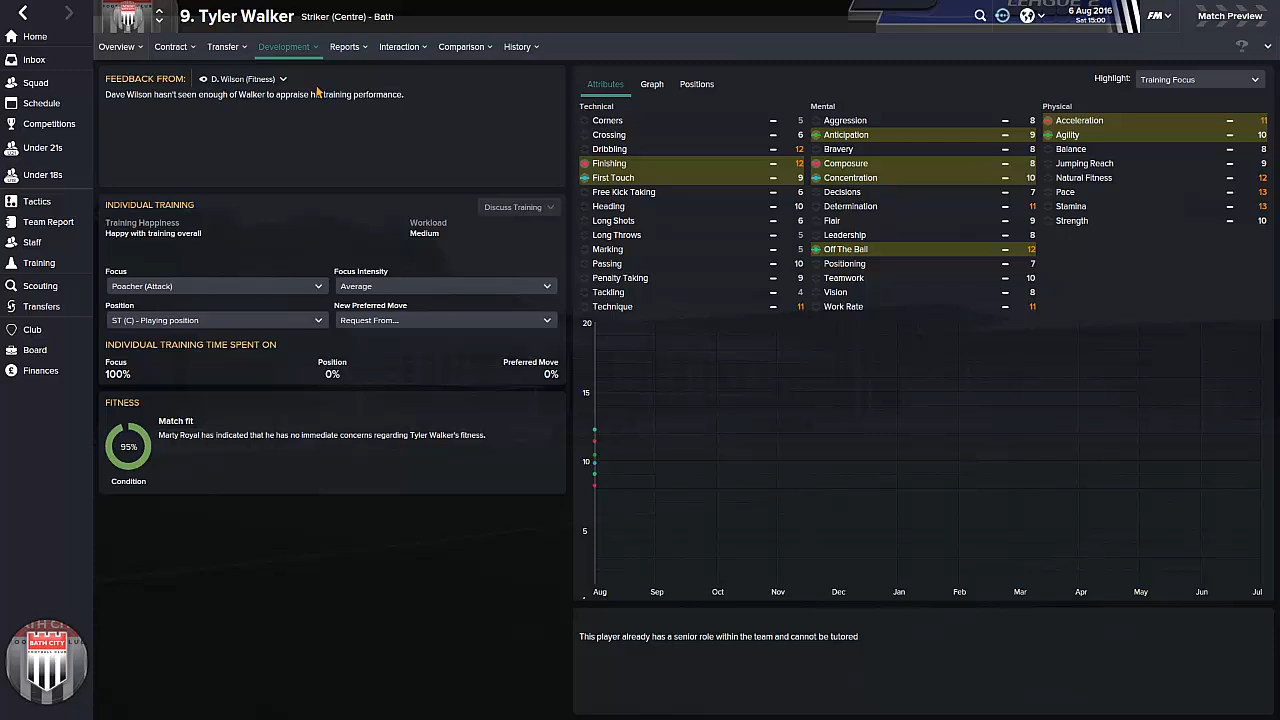 9. Tyler Walker Striker (Centre) - Bath
6 Aug 2016
Sat 15:00
FM
Match Preview
Home
Inbox
Squad
Schedule
Competitions
Under 21s
Under 18s
Tactics
Team Report
Staff
Training
Scouting
Transfers
Club
Board
Finances
BATH CITY
Overview Contract Transfer Development Reports Interaction Comparison History
FEEDBACK FROM: D. Wilson (Fitness)
Dave Wilson hasn't seen enough of Walker to appraise his training performance.
INDIVIDUAL TRAINING
Discuss Training
Training Happiness Workload
Happy with training overall Medium
Focus Focus Intensity
Poacher (Attack) Average
Position New Preferred Move
ST (C) - Playing position Request From...
INDIVIDUAL TRAINING TIME SPENT ON
Focus Position Preferred Move
100% 0% 0%
FITNESS
Match fit
Marty Royal has indicated that he has no immediate concerns regarding Tyler Walker's fitness.
95%
Condition
Attributes Graph Positions
Highlight: Training Focus
Technical
Corners - 5
Crossing - 6
Dribbling - 12
Finishing - 12
First Touch - 9
Free Kick Taking - 6
Heading - 10
Long Shots - 6
Long Throws - 5
Marking - 5
Passing - 10
Penalty Taking - 9
Tackling - 4
Technique - 11
Mental
Aggression - 8
Anticipation - 9
Bravery - 8
Composure - 8
Concentration - 10
Decisions - 7
Determination - 11
Flair - 9
Leadership - 8
Off The Ball - 12
Positioning - 7
Teamwork - 10
Vision - 8
Work Rate - 11
Physical
Acceleration - 11
Agility - 10
Balance - 8
Jumping Reach - 9
Natural Fitness - 12
Pace - 13
Stamina - 13
Strength - 10
20
15
10
5
Aug Sep Oct Nov Dec Jan Feb Mar Apr May Jun Jul
This player already has a senior role within the team and cannot be tutored